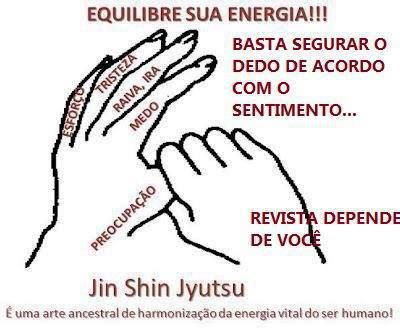 EQUILIBRE SUA ENERGIA!!!
BASTA SEGURAR O
DEDO DE ACORDO
COM O
SENTIMENTO...
ESFORÇO
TRISTEZA
RAIVA, IRA
MEDO
PREOCUPAÇÃO
REVISTA DEPENDE
DE VOCÊ
Jin Shin Jyutsu
É uma arte ancestral de harmonização da energia vital do ser humano!